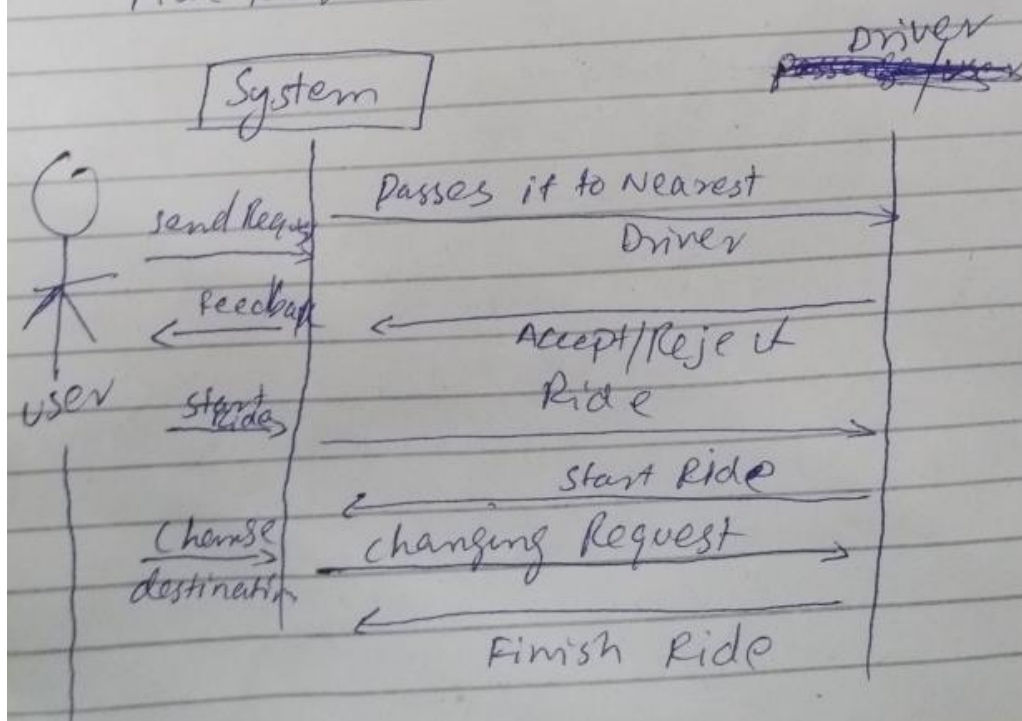 Driver
System
Passes it to Nearest
send Requ
Driver
Feedbak
Accept/Reject
user
Start
Ride
Ride
Start Ride
Change
changing Request
destination
Finish Ride